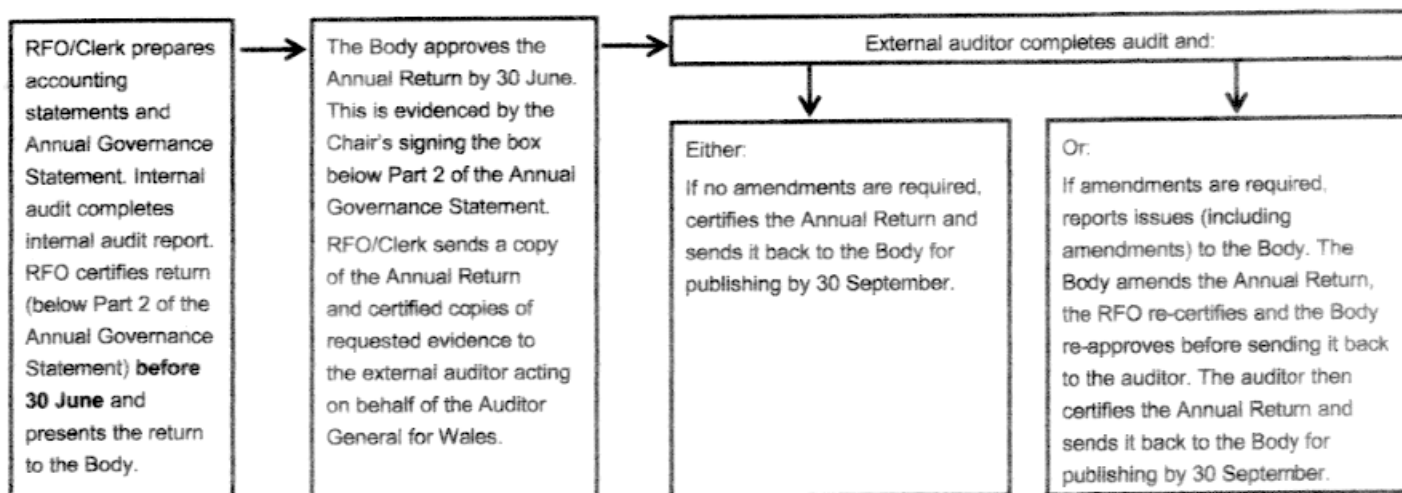 RFO/Clerk prepares
accounting
statements and
Annual Governance
Statement. Internal
audit completes
internal audit report.
RFO certifies return
(below Part 2 of the
Annual Governance
Statement) before
30 June and
presents the return
to the Body.
The Body approves the
Annual Return by 30 June.
This is evidenced by the
Chair's signing the box
below Part 2 of the Annual
Governance Statement.
RFO/Clerk sends a copy
of the Annual Return
and certified copies of
requested evidence to
the external auditor acting
on behalf of the Auditor
General for Wales.
External auditor completes audit and:
Either:
If no amendments are required,
certifies the Annual Return and
sends it back to the Body for
publishing by 30 September.
Or:
If amendments are required,
reports issues (including
amendments) to the Body. The
Body amends the Annual Return,
the RFO re-certifies and the Body
re-approves before sending it back
to the auditor. The auditor then
certifies the Annual Return and
sends it back to the Body for
publishing by 30 September.